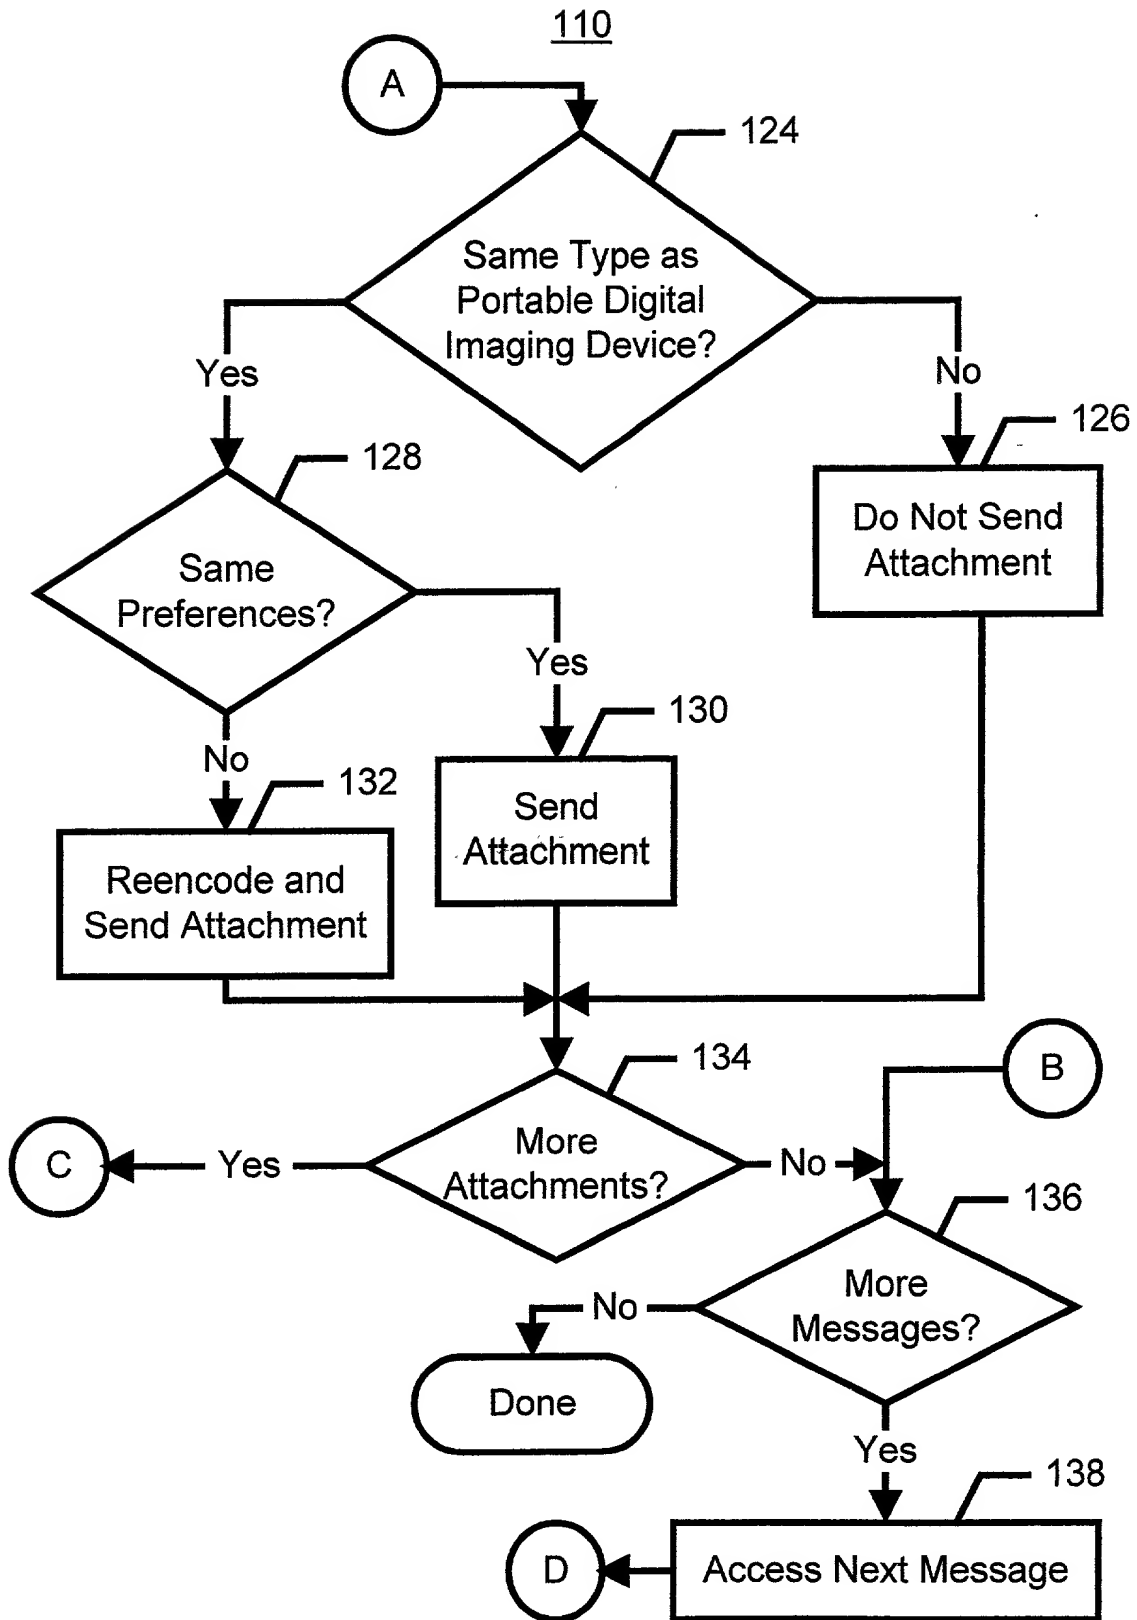 110
A
124
Same Type as
Portable Digital
Imaging Device?
Yes
No
126
128
Do Not Send
Attachment
Same
Preferences?
Yes
130
No
132
Send
Attachment
Reencode and
Send Attachment
134
B
More
Attachments?
C
Yes
No
136
More
Messages?
No
Done
Yes
138
D
Access Next Message